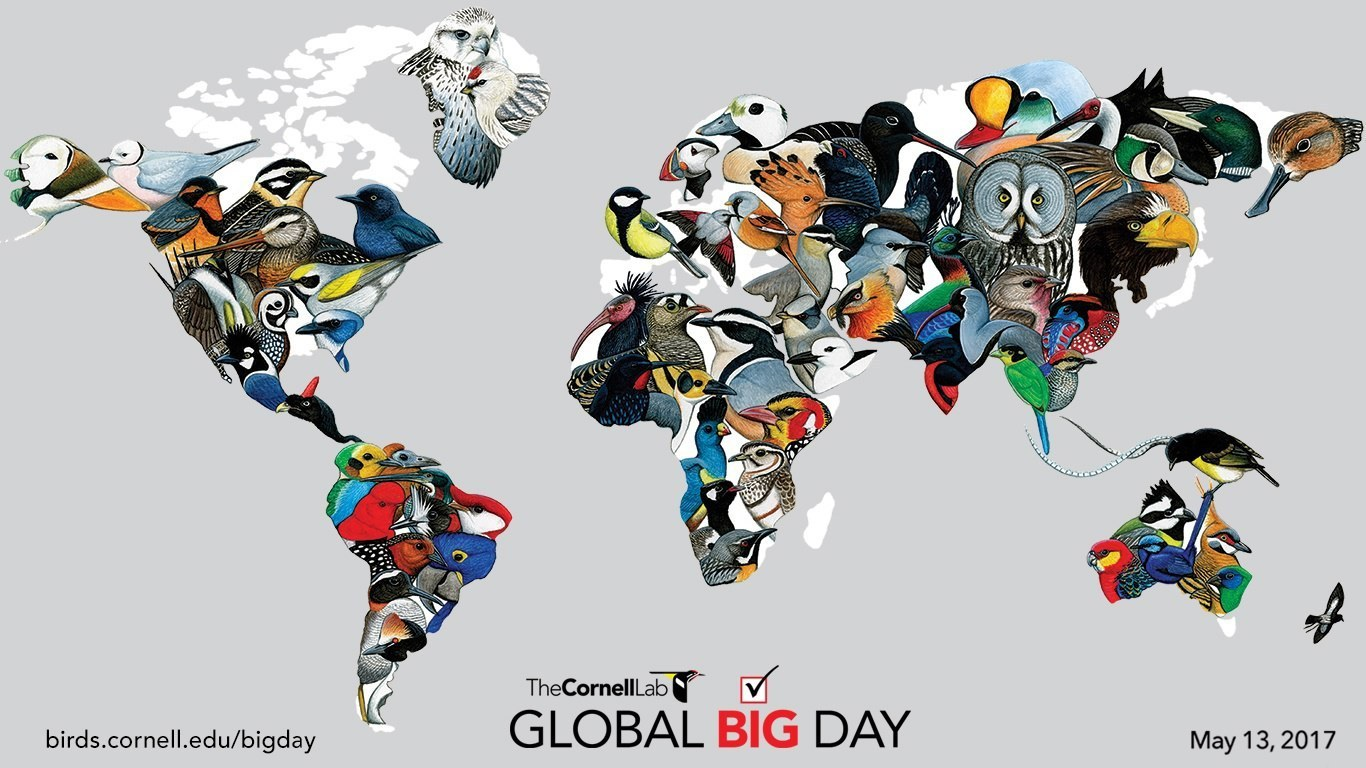 TheCornellLab
GLOBAL BIG DAY
birds.cornell.edu/bigday
May 13, 2017